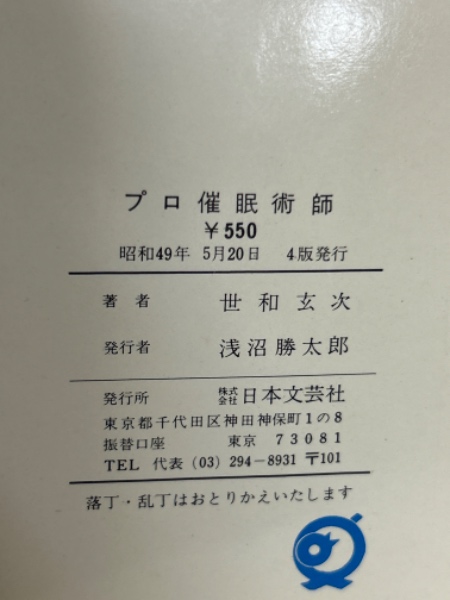 プロ催眠術師
￥550
昭和49年 5月20日 4版発行
著者 世和玄次
発行者 浅沼勝太郎
発行所 株式会社日本文芸社
東京都千代田区神田神保町1の8
振替口座 東京 73081
TEL 代表(03)294－8931 〒101
落丁・乱丁はおとりかえいたします